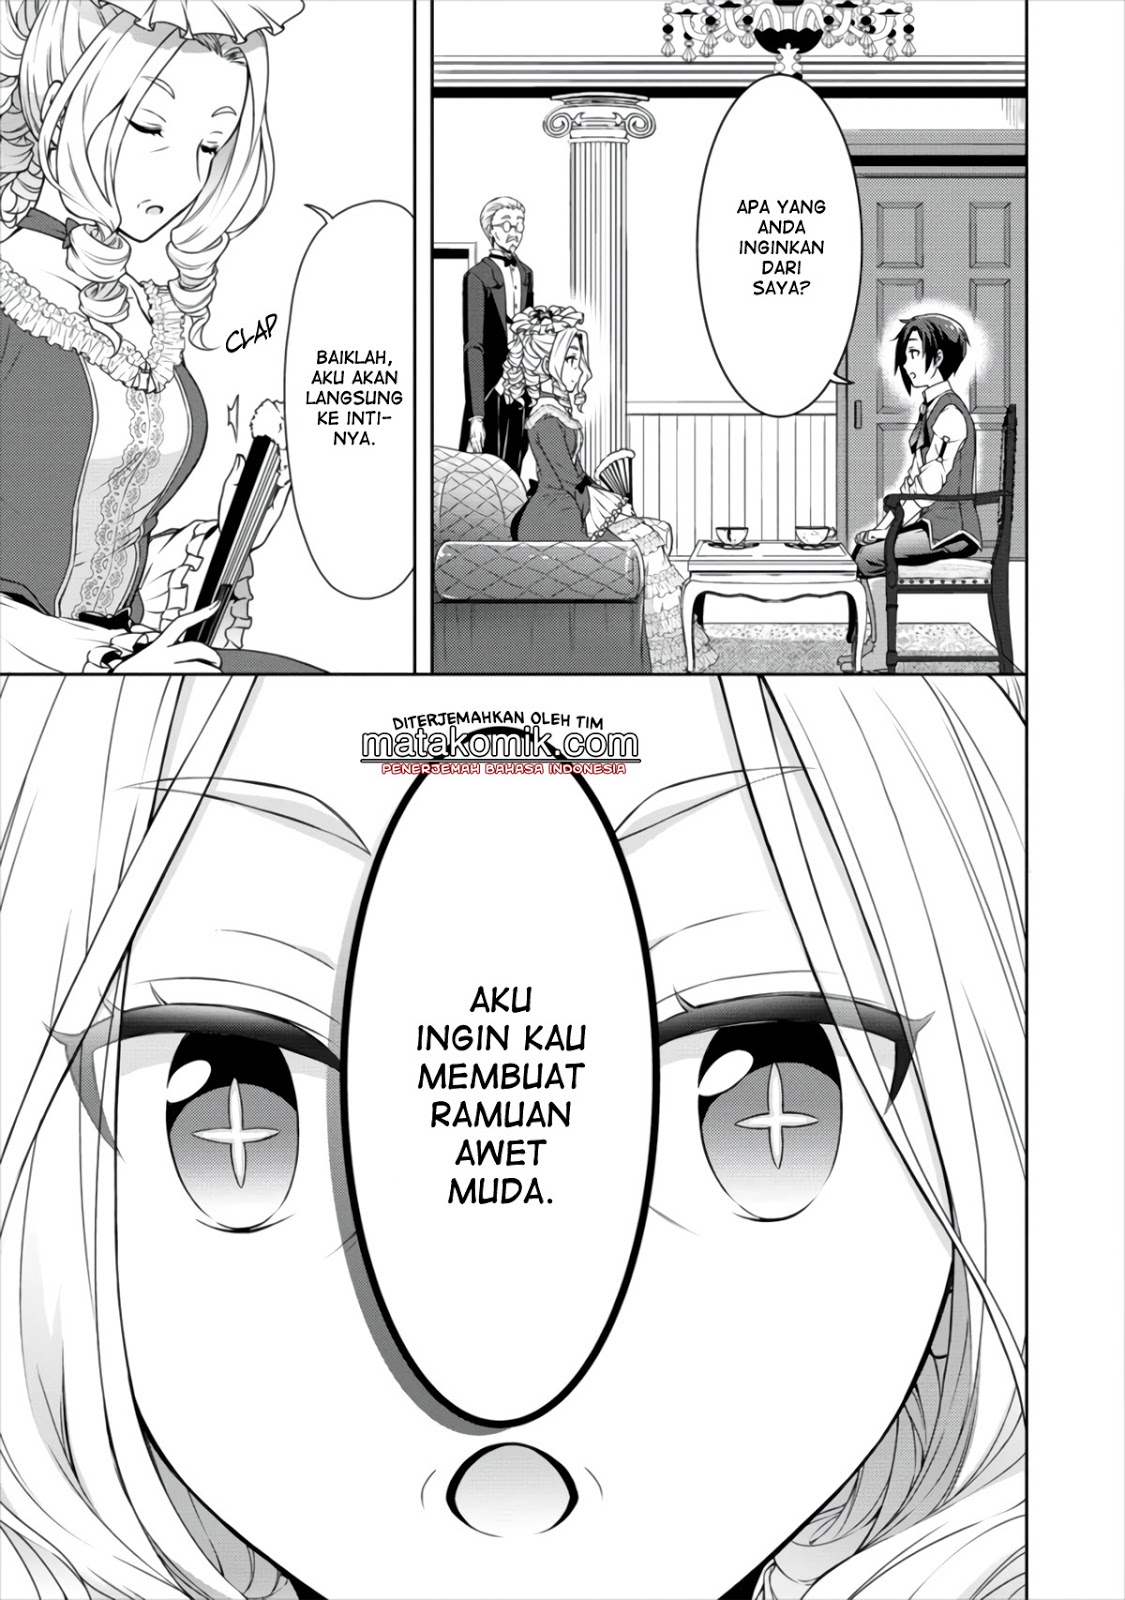 APA YANG
ANDA
INGINKAN
DARI
SAYA?
CLAP
BAIKLAH,
AKU AKAN
LANGSUNG
KE INTI-
NYA.
DITERJEMAHKAN OLEH TIM
matakomik.com
PENERJEMAH BAHASA INDONESIA
AKU
INGIN KAU
MEMBUAT
RAMUAN
AWET
MUDA.